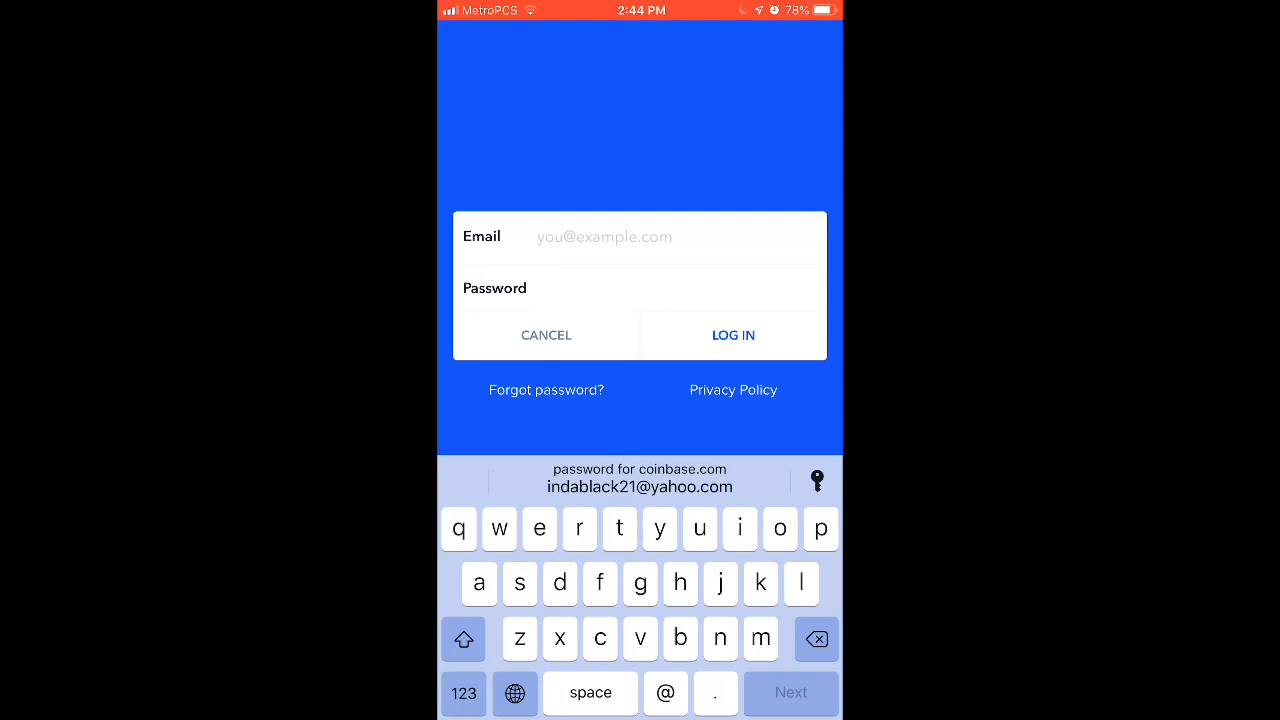 MetroPCS 2:44 PM 78%
Email you@example.com
Password
CANCEL LOG IN
Forgot password? Privacy Policy
password for coinbase.com
indablack21@yahoo.com
q w e r t y u i o p
a s d f g h j k l
z x c v b n m
123 space @ . Next